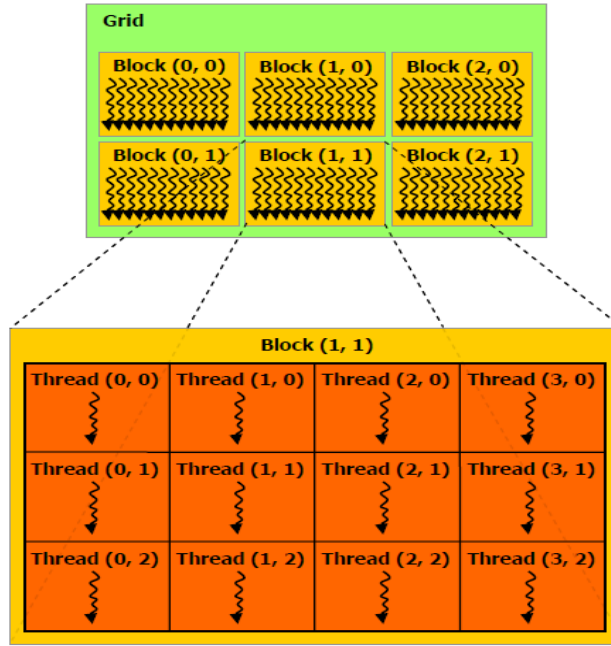 Grid
Block (0, 0) Block (1, 0) Block (2, 0)
Block (0, 1) Block (1, 1) Block (2, 1)
Block (1, 1)
Thread (0, 0) Thread (1, 0) Thread (2, 0) Thread (3, 0)
Thread (0, 1) Thread (1, 1) Thread (2, 1) Thread (3, 1)
Thread (0, 2) Thread (1, 2) Thread (2, 2) Thread (3, 2)